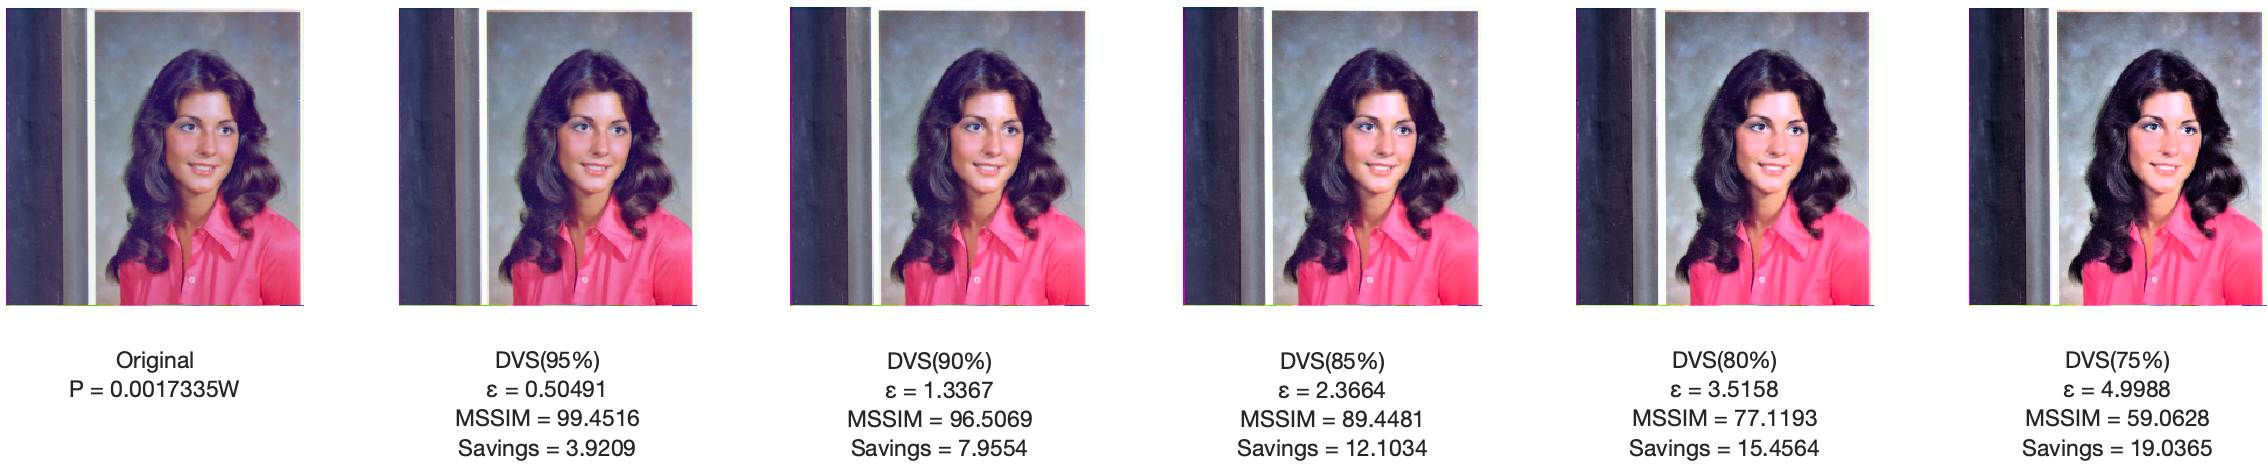 Original
P = 0.0017335W
DVS(95%)
ε = 0.50491
MSSIM = 99.4516
Savings = 3.9209
DVS(90%)
ε = 1.3367
MSSIM = 96.5069
Savings = 7.9554
DVS(85%)
ε = 2.3664
MSSIM = 89.4481
Savings = 12.1034
DVS(80%)
ε = 3.5158
MSSIM = 77.1193
Savings = 15.4564
DVS(75%)
ε = 4.9988
MSSIM = 59.0628
Savings = 19.0365